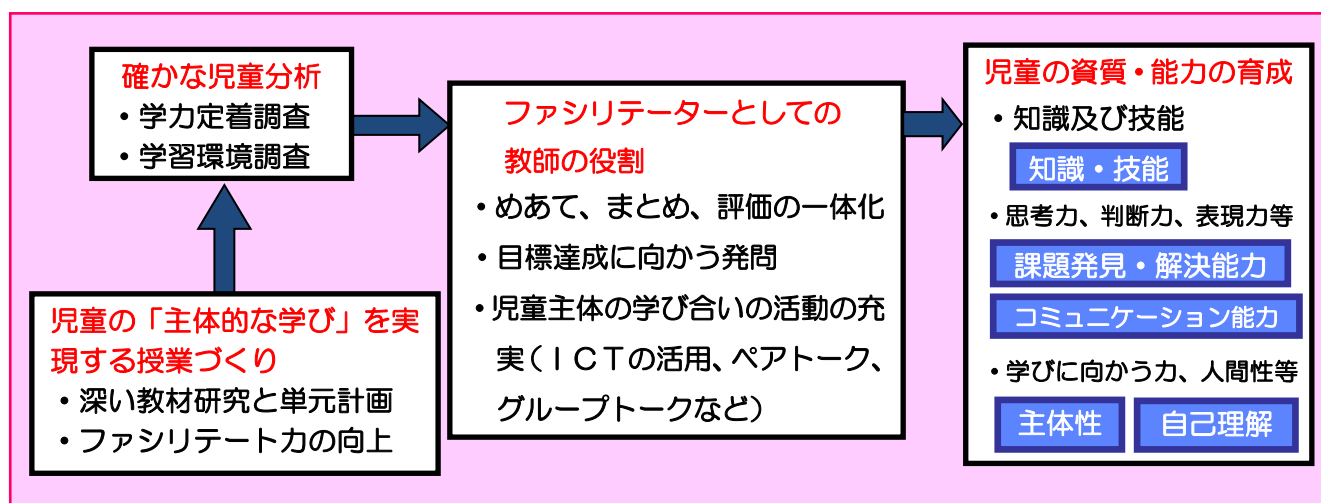 確かな児童分析
・学力定着調査
・学習環境調査
児童の「主体的な学び」を実
現する授業づくり
・深い教材研究と単元計画
・ファシリテート力の向上
ファシリテーターとしての
教師の役割
・めあて、まとめ、評価の一体化
・目標達成に向かう発問
・児童主体の学び合いの活動の充
実(ICTの活用、ペアトーク、
グループトークなど)
児童の資質・能力の育成
・知識及び技能
知識・技能
・思考力、判断力、表現力等
課題発見・解決能力
コミュニケーション能力
・学びに向かう力、人間性等
主体性
自己理解